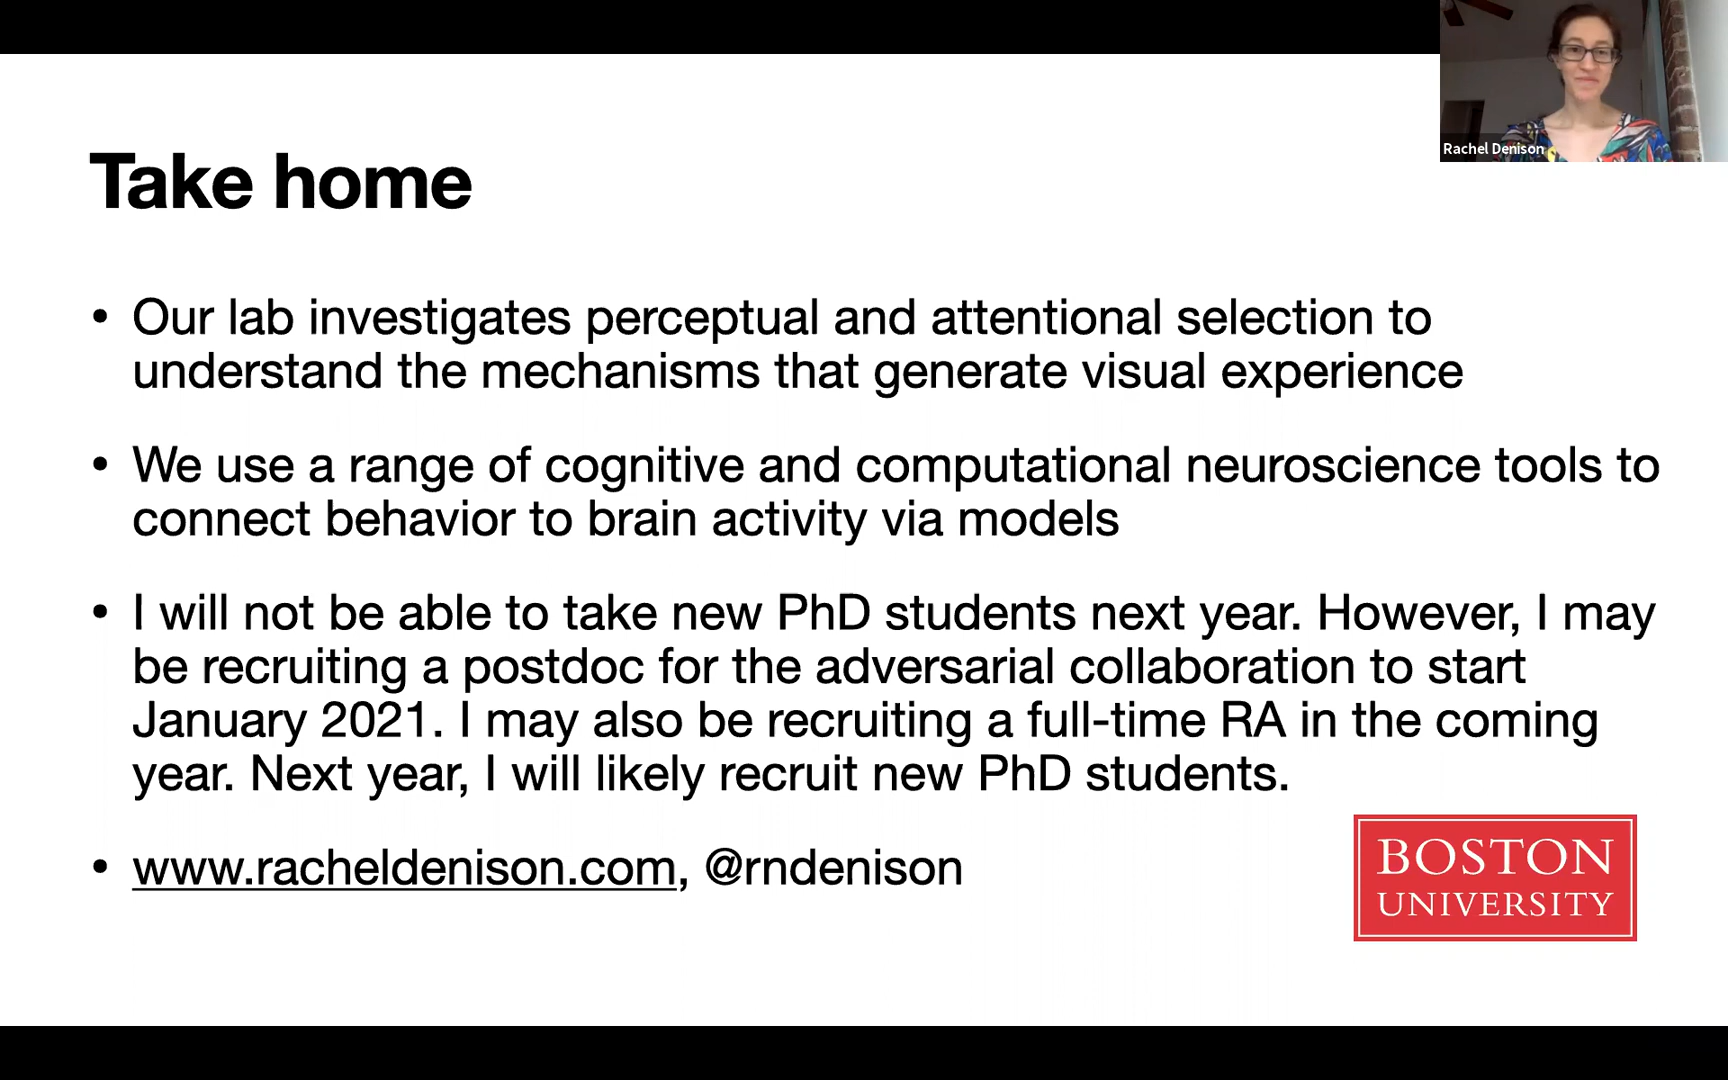 Rachel Denison
Take home
• Our lab investigates perceptual and attentional selection to
understand the mechanisms that generate visual experience
• We use a range of cognitive and computational neuroscience tools to
connect behavior to brain activity via models
• I will not be able to take new PhD students next year. However, I may
be recruiting a postdoc for the adversarial collaboration to start
January 2021. I may also be recruiting a full-time RA in the coming
year. Next year, I will likely recruit new PhD students.
• www.racheldenison.com, @rndenison
BOSTON
UNIVERSITY